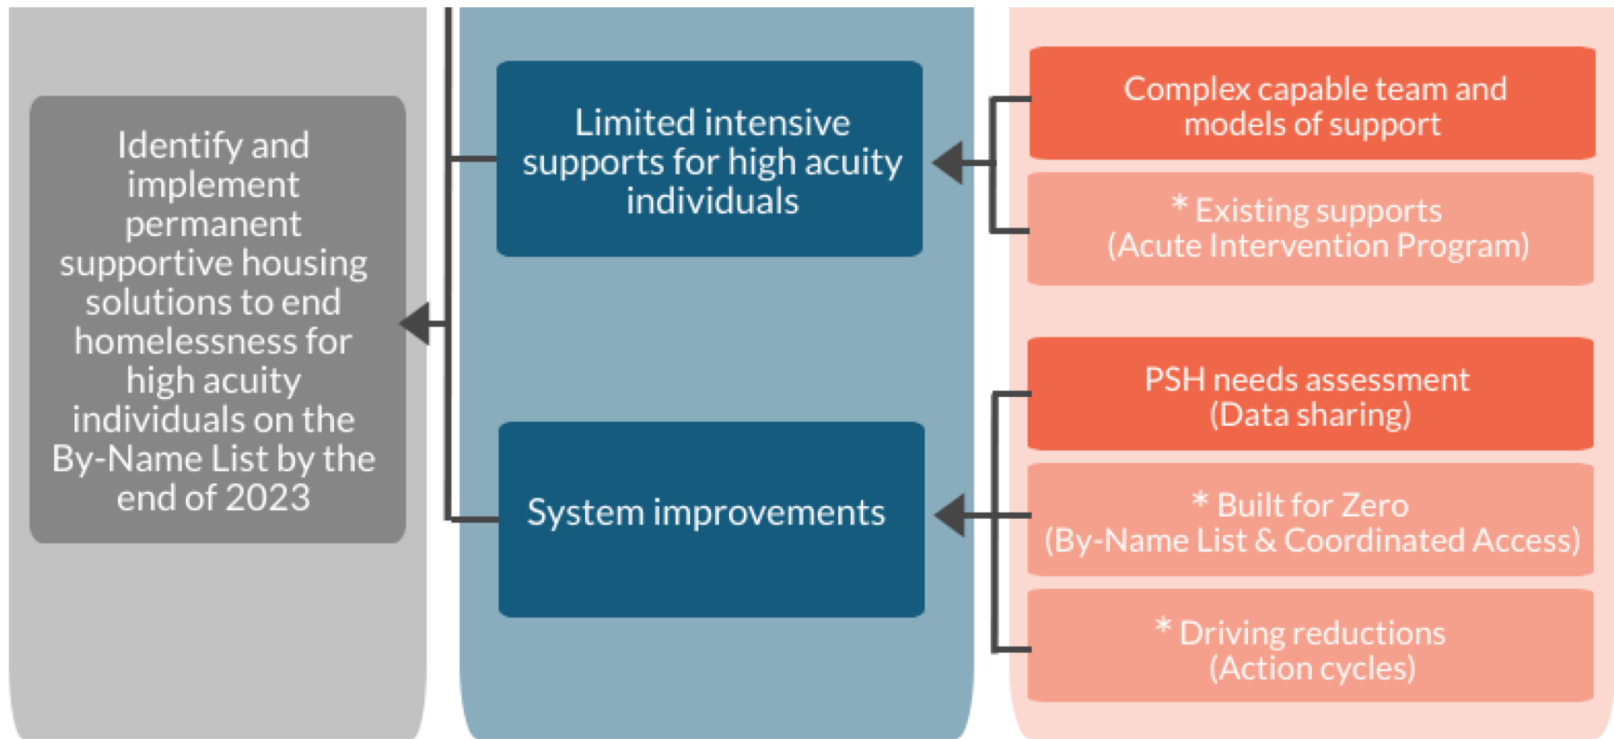 Identify and
implement
permanent
supportive housing
solutions to end
homelessness for
high acuity
individuals on the
By-Name List by the
end of 2023
Limited intensive
supports for high acuity
individuals
System improvements
Complex capable team and
models of support
* Existing supports
(Acute Intervention Program)
PSH needs assessment
(Data sharing)
* Built for Zero
(By-Name List & Coordinated Access)
* Driving reductions
(Action cycles)